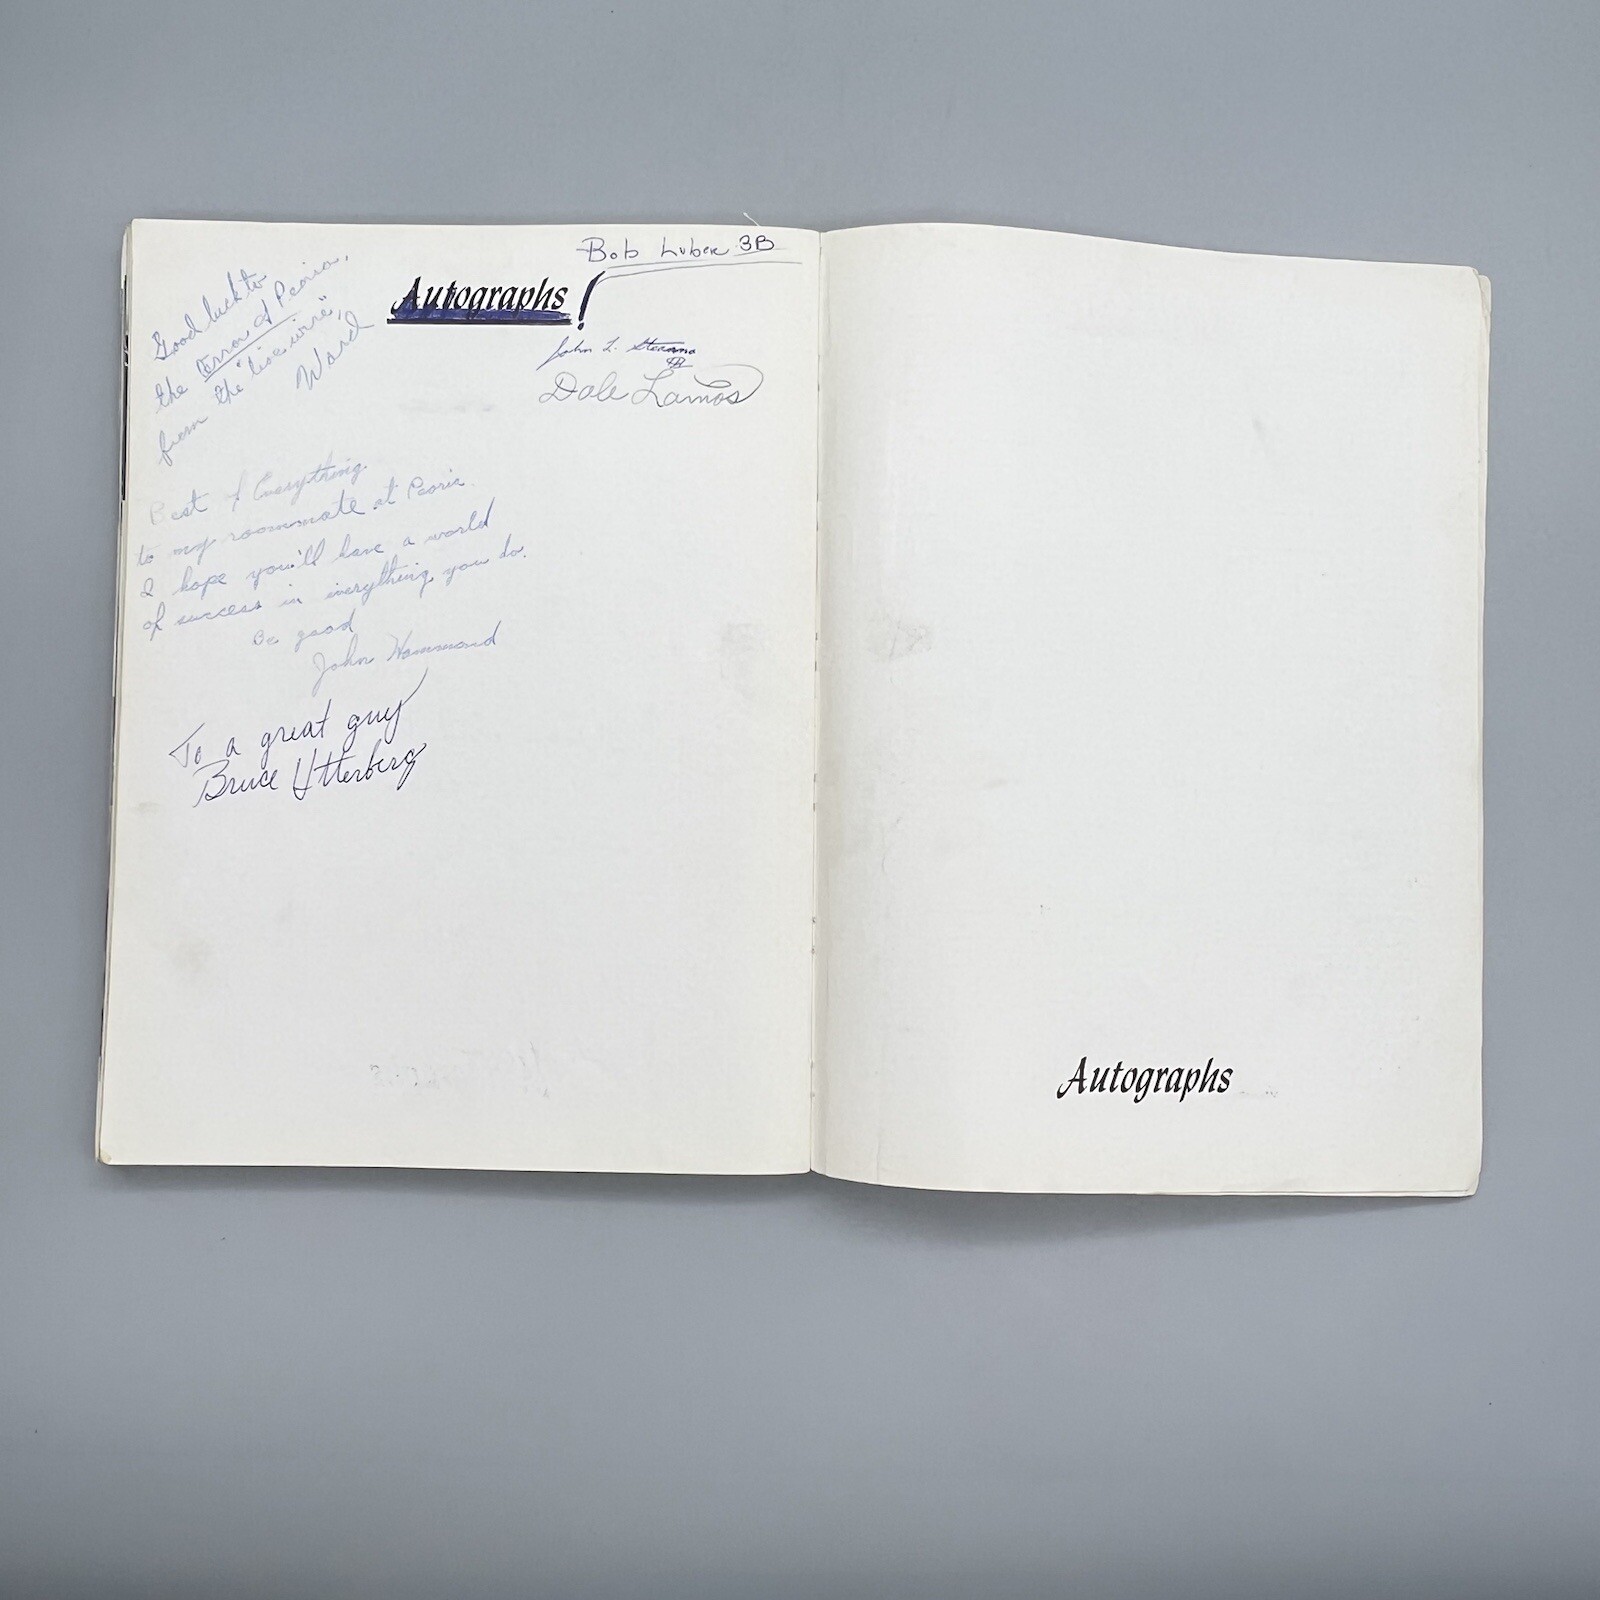 Bob Luber 3B
Autographs!
John L.
Dale Lamos
Good luck to
the terror of Peoria,
from the "live wire",
Ward
Best of Everything
to my roommate at Peoria.
I hope you'll have a world
of success in everything you do.
Be good
John Hammond
To a great guy
Bruce Utterberg
Autographs